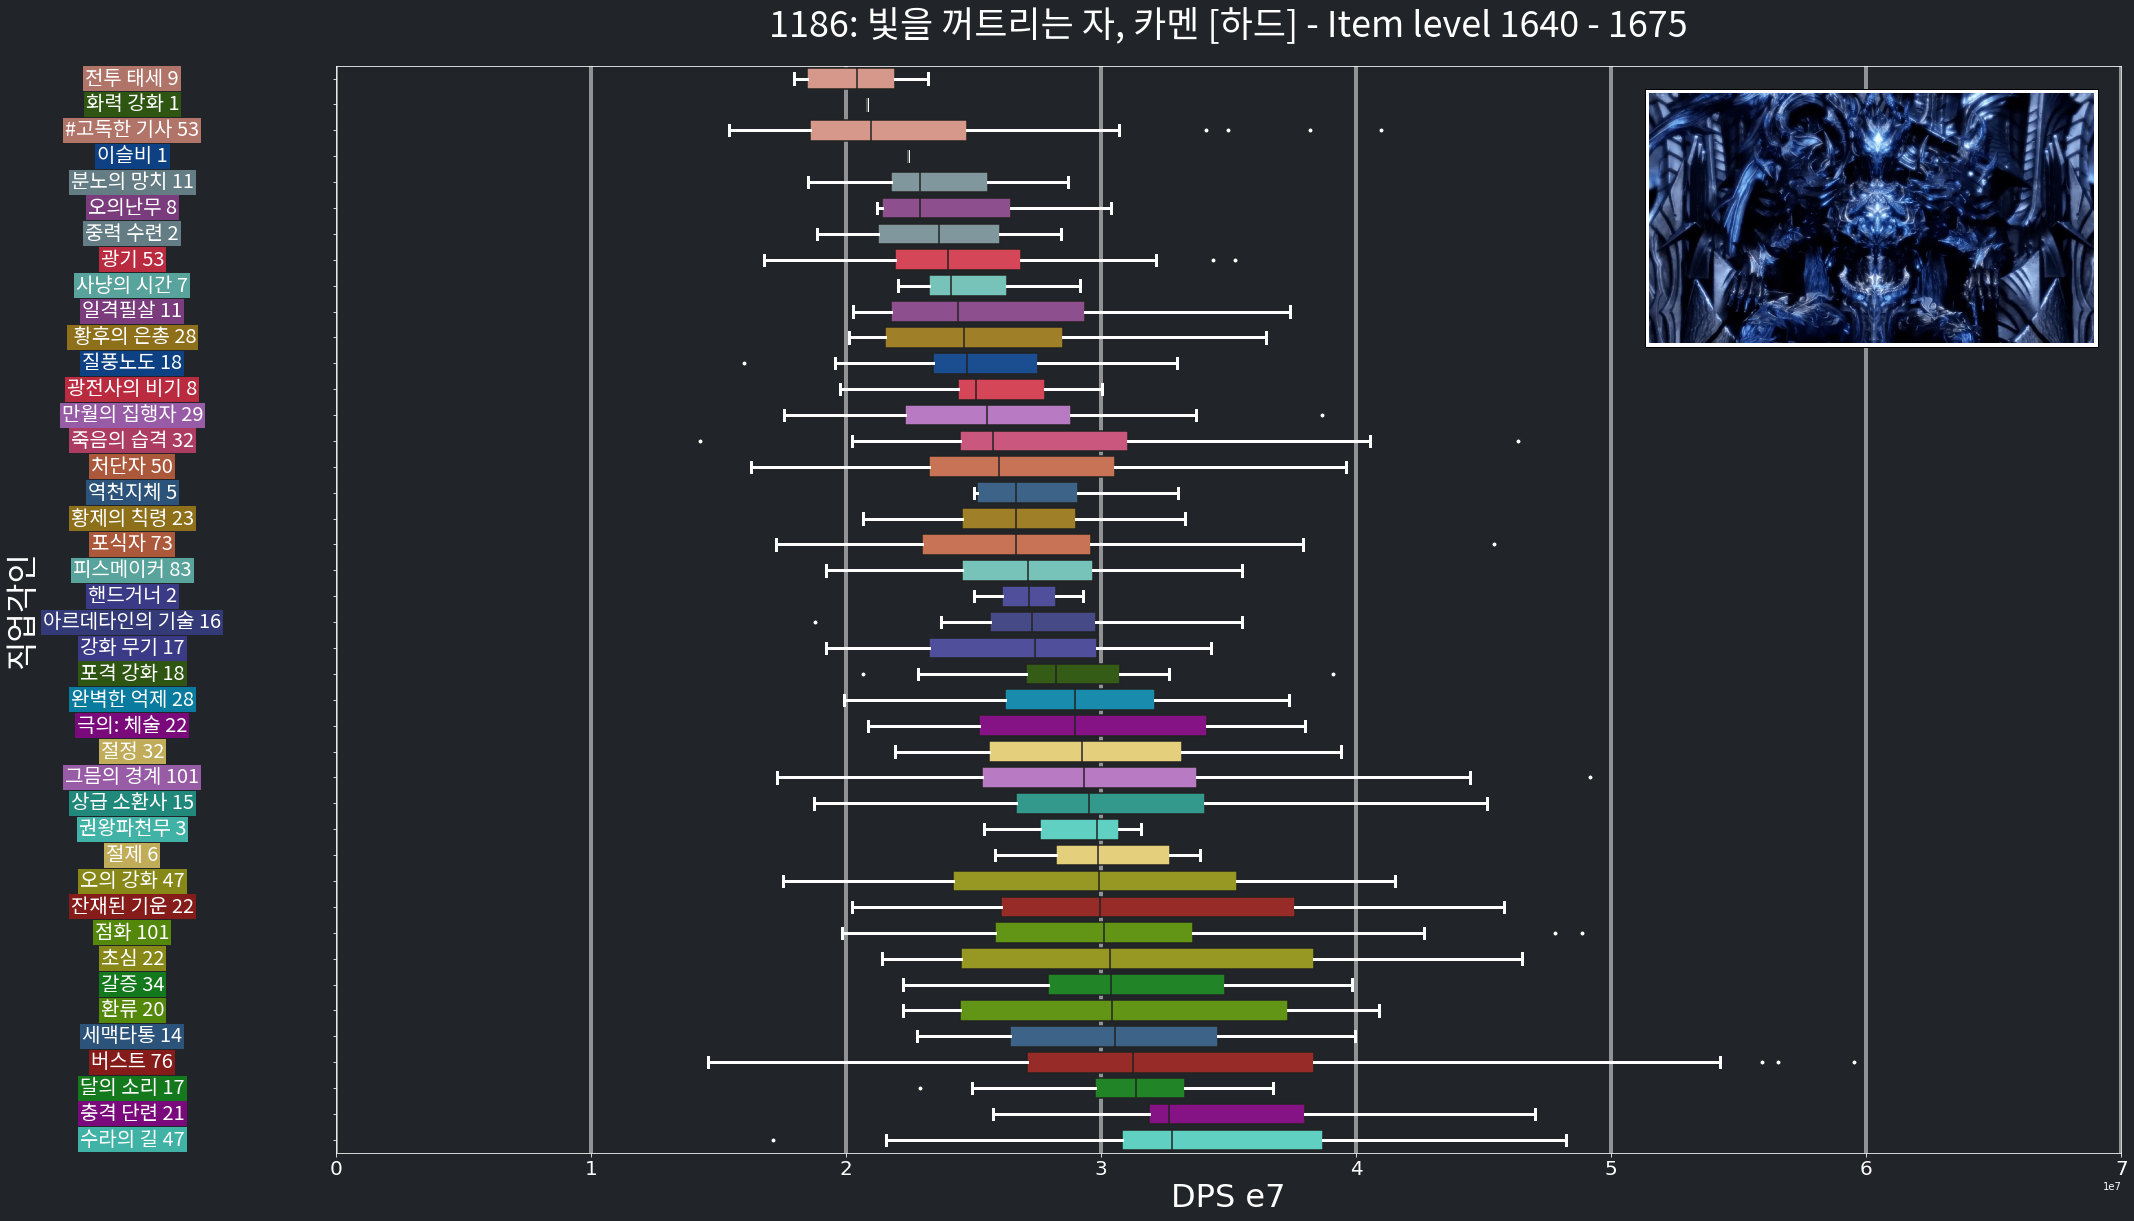 1186: 빛을 꺼트리는 자, 카멘 [하드] - Item level 1640 - 1675
직업각인
전투 태세 9
화력 강화 1
#고독한 기사 53
이슬비 1
분노의 망치 11
오의난무 8
중력 수련 2
광기 53
사냥의 시간 7
일격필살 11
황후의 은총 28
질풍노도 18
광전사의 비기 8
만월의 집행자 29
죽음의 습격 32
처단자 50
역천지체 5
황제의 칙령 23
포식자 73
피스메이커 83
핸드거너 2
아르데타인의 기술 16
강화 무기 17
포격 강화 18
완벽한 억제 28
극의: 체술 22
절정 32
그믐의 경계 101
상급 소환사 15
권왕파천무 3
절제 6
오의 강화 47
잔재된 기운 22
점화 101
초심 22
갈증 34
환류 20
세맥타통 14
버스트 76
달의 소리 17
충격 단련 21
수라의 길 47
0 1 2 3 4 5 6 7
1e7
DPS e7